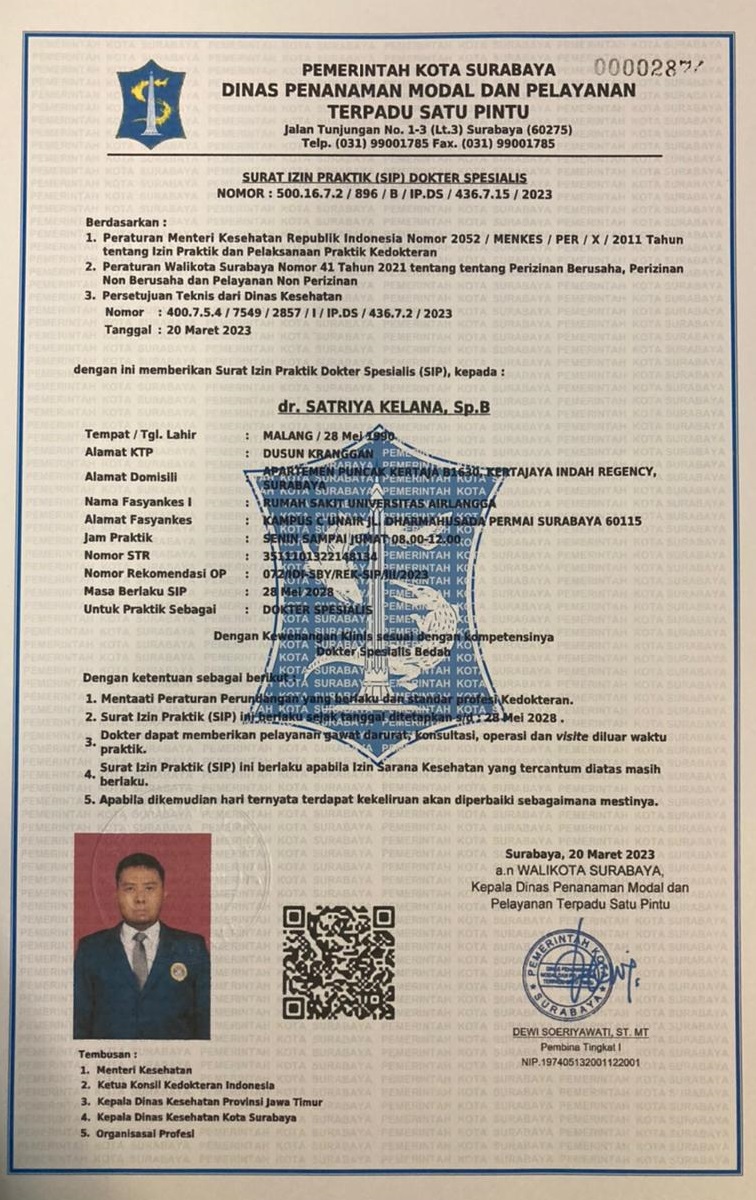 PEMERINTAH KOTA SURABAYA
DINAS PENANAMAN MODAL DAN PELAYANAN
TERPADU SATU PINTU
Jalan Tunjungan No. 1-3 (Lt.3) Surabaya (60275)
Telp. (031) 99001785 Fax. (031) 99001785
SURAT IZIN PRAKTIK (SIP) DOKTER SPESIALIS
NOMOR : 500.16.7.2 / 896 / B / IP.DS / 436.7.15 / 2023
Berdasarkan :
1. Peraturan Menteri Kesehatan Republik Indonesia Nomor 2052 / MENKES / PER / X / 2011 Tahun
tentang Izin Praktik dan Pelaksanaan Praktik Kedokteran
2. Peraturan Walikota Surabaya Nomor 41 Tahun 2021 tentang tentang Perizinan Berusaha, Perizinan
Non Berusaha dan Pelayanan Non Perizinan
3. Persetujuan Teknis dari Dinas Kesehatan
Nomor : 400.7.5.4 / 7549 / 2857 / I / IP.DS / 436.7.2 / 2023
Tanggal : 20 Maret 2023
dengan ini memberikan Surat Izin Praktik Dokter Spesialis (SIP), kepada :
dr. SATRIYA KELANA, Sp.B
Tempat / Tgl. Lahir : MALANG / 28 Mei 1990
Alamat KTP : DUSUN KRANGGAN
Alamat Domisili : APARTEMEN PUNCAK KERTAJA B1630, KERTAJAYA INDAH REGENCY,
SURABAYA
Nama Fasyankes I : RUMAH SAKIT UNIVERSITAS AIRLANGGA
Alamat Fasyankes : KAMPUS C UNAIR JL. DHARMAHUSADA PERMAI SURABAYA 60115
Jam Praktik : SENIN SAMPAI JUMAT 08.00-12.00
Nomor STR : 3511101322148134
Nomor Rekomendasi OP : 072/IDI-SBY/REK-SIP/III/2023
Masa Berlaku SIP : 28 Mei 2028
Untuk Praktik Sebagai : DOKTER SPESIALIS
Dengan Kewenangan Klinis sesuai dengan kompetensinya
Dokter Spesialis Bedah
Dengan ketentuan sebagai berikut :
1. Mentaati Peraturan Perundangan yang berlaku dan standar profesi Kedokteran.
2. Surat Izin Praktik (SIP) ini berlaku sejak tanggal ditetapkan s/d : 28 Mei 2028 .
3. Dokter dapat memberikan pelayanan gawat darurat, konsultasi, operasi dan visite diluar waktu
praktik.
4. Surat Izin Praktik (SIP) ini berlaku apabila Izin Sarana Kesehatan yang tercantum diatas masih
berlaku.
5. Apabila dikemudian hari ternyata terdapat kekeliruan akan diperbaiki sebagaimana mestinya.
Surabaya, 20 Maret 2023
a.n WALIKOTA SURABAYA,
Kepala Dinas Penanaman Modal dan
Pelayanan Terpadu Satu Pintu
PEMERINTAH KOTA
SURABAYA
DEWI SOERIYAWATI, ST. MT
Pembina Tingkat I
NIP.197405132001122001
Tembusan :
1. Menteri Kesehatan
2. Ketua Konsil Kedokteran Indonesia
3. Kepala Dinas Kesehatan Provinsi Jawa Timur
4. Kepala Dinas Kesehatan Kota Surabaya
5. Organisasai Profesi